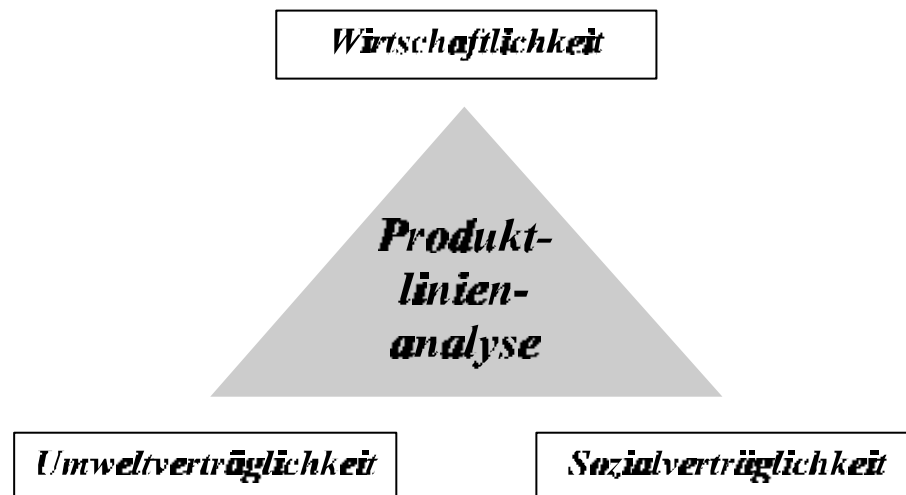 Wirtschaftlichkeit
Produkt-
linien-
analyse
Umweltverträglichkeit
Sozialverträglichkeit